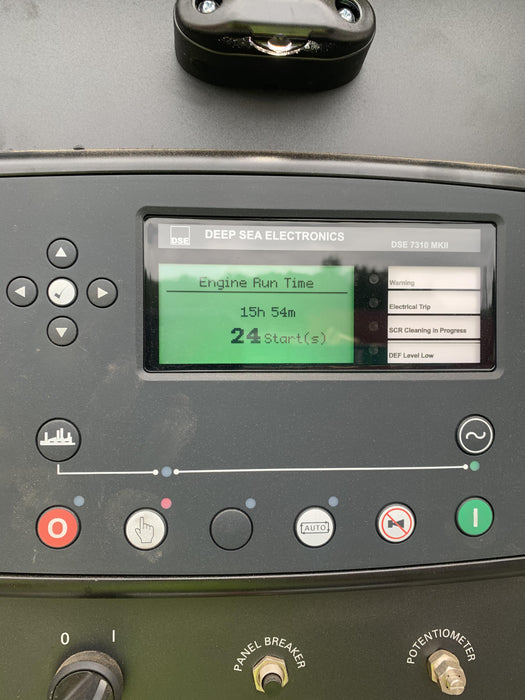 DSE
DEEP SEA ELECTRONICS
DSE 7310 MKII
Engine Run Time
15h 54m
24 Start(s)
Warning
Electrical Trip
SCR Cleaning in Progress
DEF Level Low
O
AUTO
I
0 I
PANEL BREAKER
POTENTIOMETER